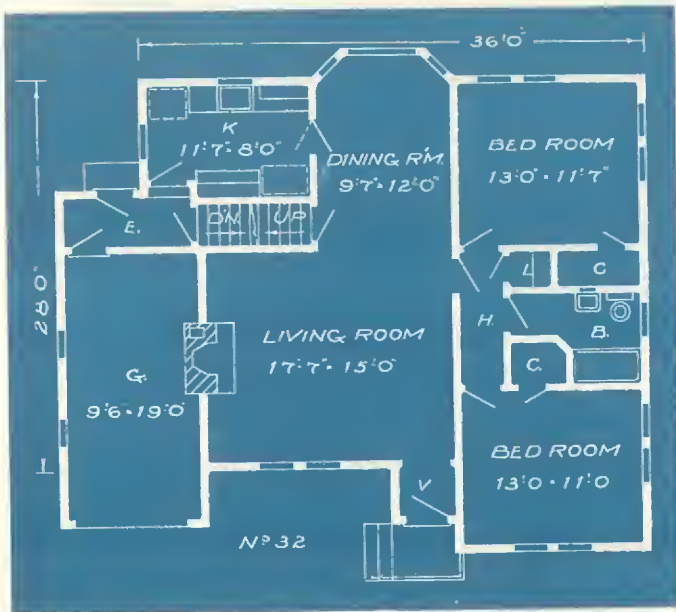 36'0"
K
11'·7"·8'0"
DINING R'M.
9'7"·12'0"
BED ROOM
13'0"·11'7"
E.
D'N.
UP
L
C
28'0"
H.
B.
LIVING ROOM
17'·7"·15'0"
C.
G.
9'6"·19'0"
BED ROOM
13'0·11'0
V
Nº 32